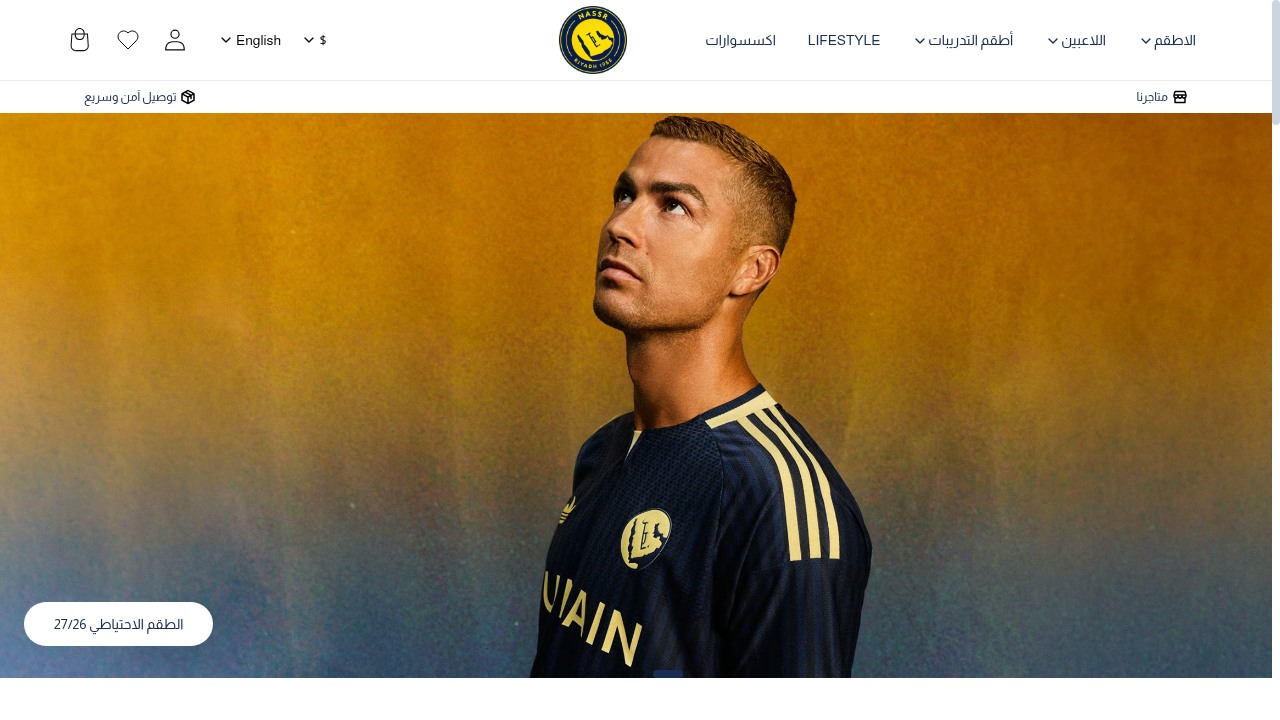 الاطقم
اللاعبين
أطقم التدريبات
LIFESTYLE
اكسسوارات
NASSR
RIYADH 1955
$
English
متاجرنا
توصيل آمن وسريع
الطقم الاحتياطي 27/26